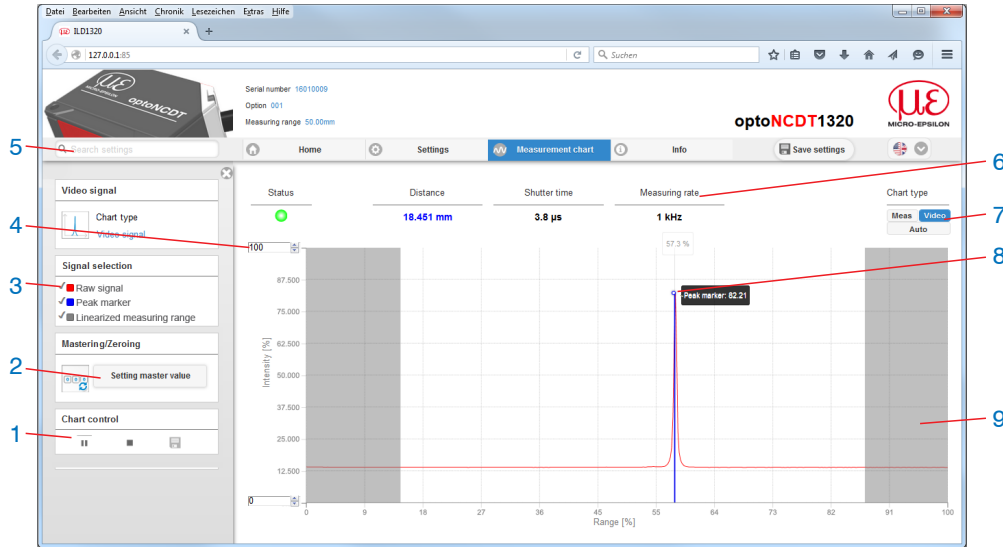 Datei Bearbeiten Ansicht Chronik Lesezeichen Extras Hilfe
με ILD1320 × +
127.0.0.1:85
Suchen
optoNCDT
Serial number 16010009
Option 001
Measuring range 50.00mm
optoNCDT1320
με
MICRO-EPSILON
5
Search settings
Home
Settings
Measurement chart
Info
Save settings
Video signal
Chart type
Video signal
Signal selection
Raw signal
Peak marker
Linearized measuring range
Mastering/Zeroing
Setting master value
Chart control
4
3
2
1
Status
Distance
18.451 mm
Shutter time
3.8 µs
Measuring rate
1 kHz
Chart type
Meas Video
Auto
6
7
8
9
57.3 %
Peak marker: 82.21
100
87.500
75.000
62.500
50.000
37.500
25.000
12.500
0
Intensity [%]
0 9 18 27 36 45 55 64 73 82 91 100
Range [%]